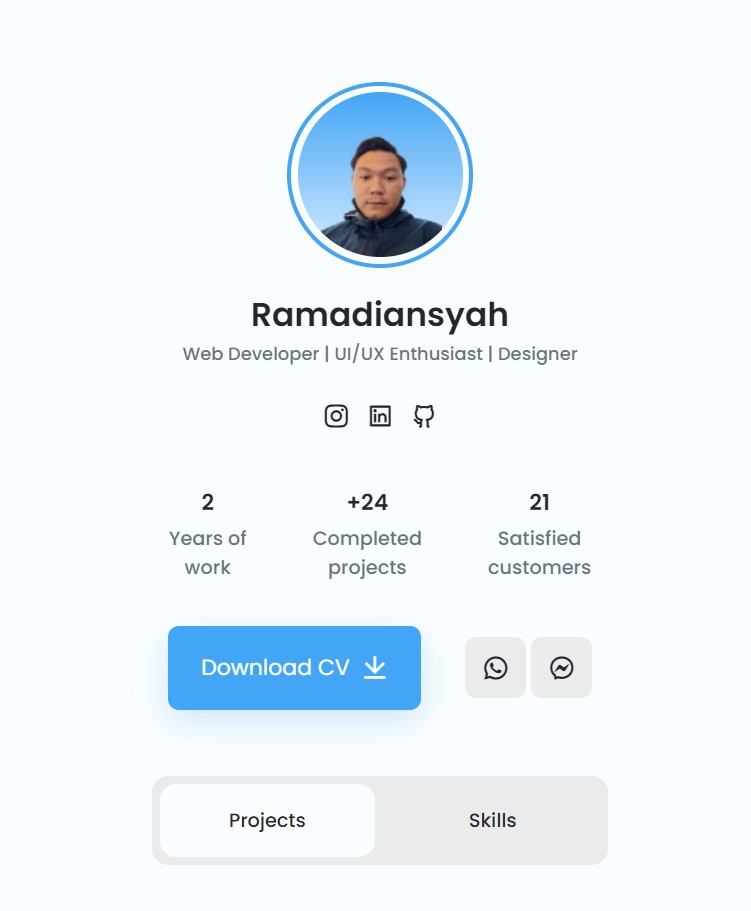 Ramadiansyah
Web Developer | UI/UX Enthusiast | Designer
2
Years of
work
+24
Completed
projects
21
Satisfied
customers
Download CV
Projects
Skills